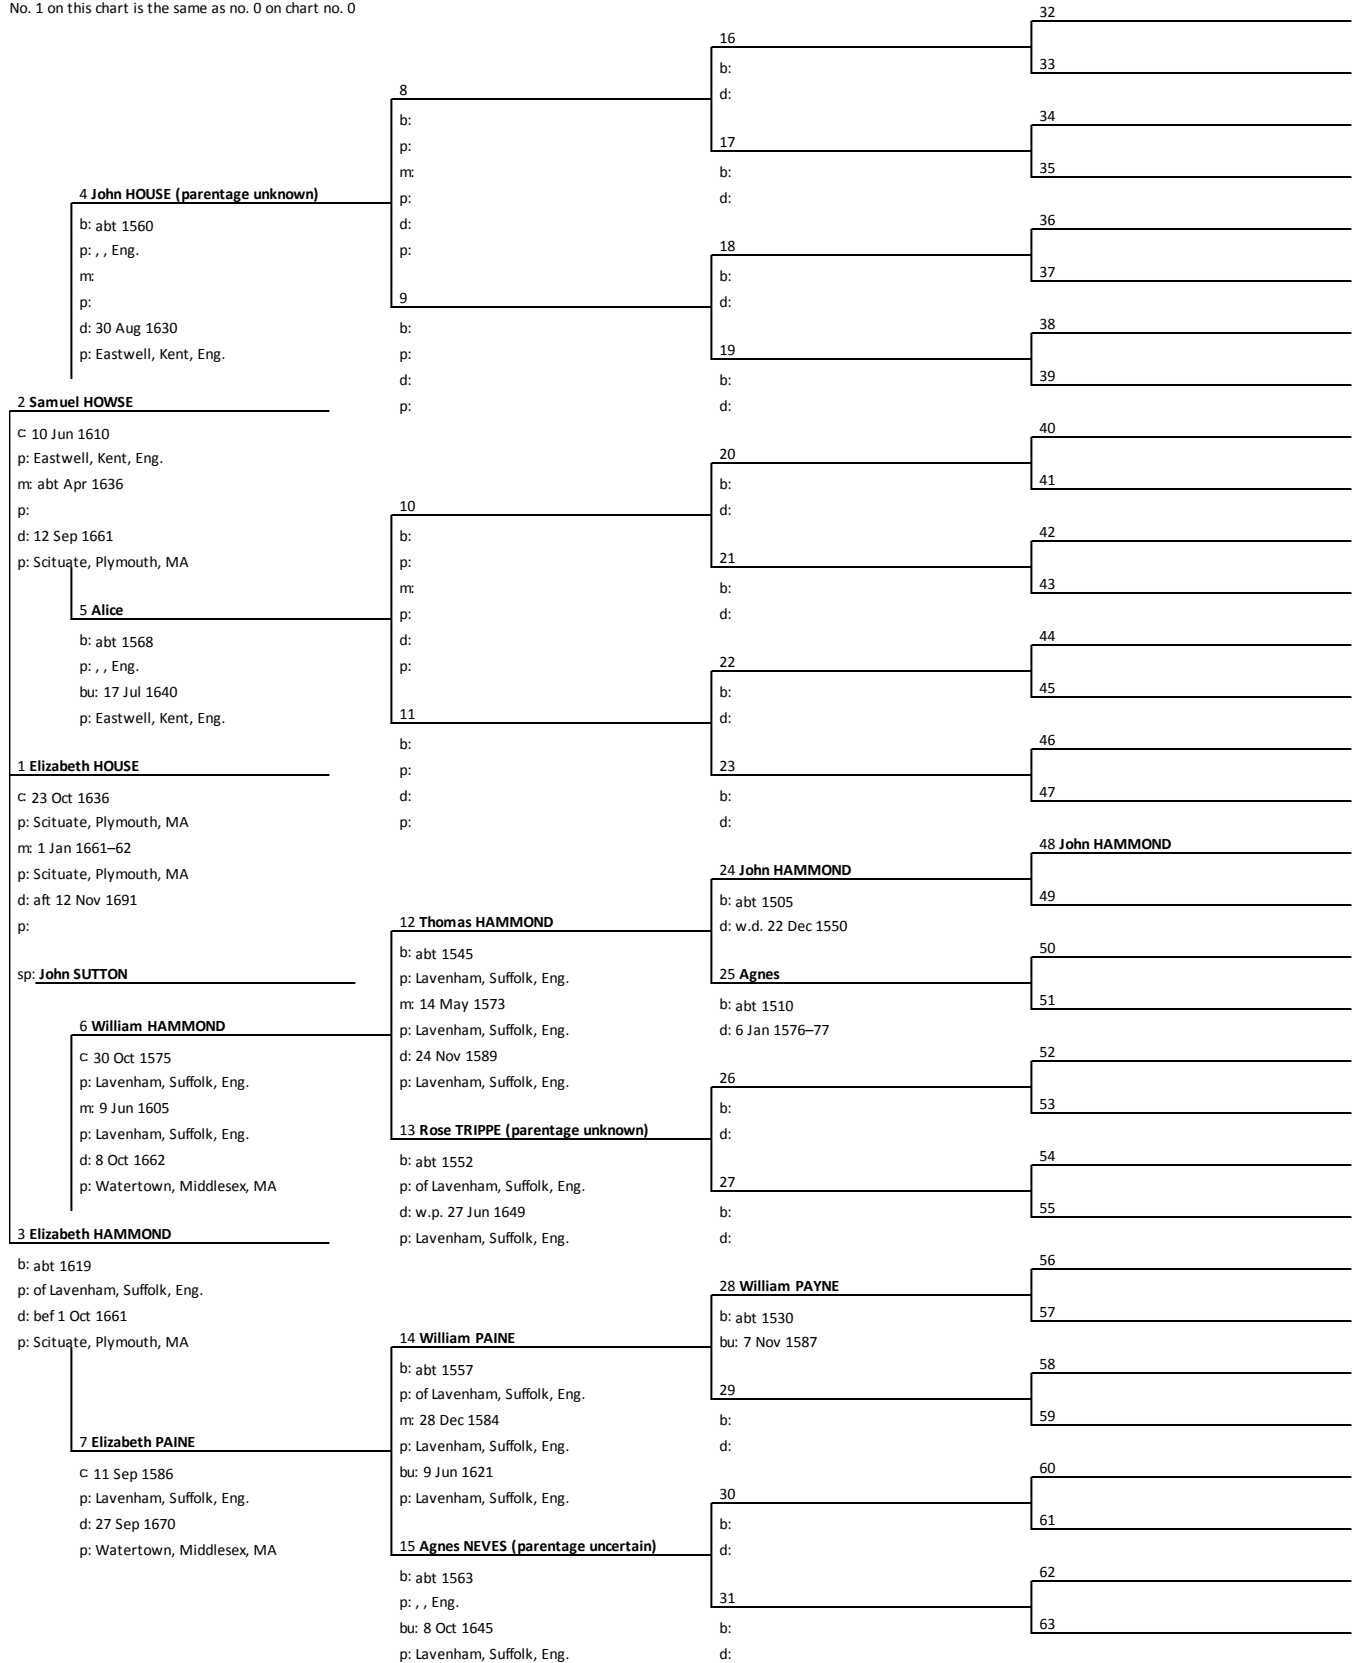 No. 1 on this chart is the same as no. 0 on chart no. 0
4 John HOUSE (parentage unknown)
b: abt 1560
p: , , Eng.
m:
p:
d: 30 Aug 1630
p: Eastwell, Kent, Eng.
2 Samuel HOWSE
c: 10 Jun 1610
p: Eastwell, Kent, Eng.
m: abt Apr 1636
p:
d: 12 Sep 1661
p: Scituate, Plymouth, MA
5 Alice
b: abt 1568
p: , , Eng.
bu: 17 Jul 1640
p: Eastwell, Kent, Eng.
1 Elizabeth HOUSE
c: 23 Oct 1636
p: Scituate, Plymouth, MA
m: 1 Jan 1661–62
p: Scituate, Plymouth, MA
d: aft 12 Nov 1691
p:
sp: John SUTTON
6 William HAMMOND
c: 30 Oct 1575
p: Lavenham, Suffolk, Eng.
m: 9 Jun 1605
p: Lavenham, Suffolk, Eng.
d: 8 Oct 1662
p: Watertown, Middlesex, MA
3 Elizabeth HAMMOND
b: abt 1619
p: of Lavenham, Suffolk, Eng.
d: bef 1 Oct 1661
p: Scituate, Plymouth, MA
7 Elizabeth PAINE
c: 11 Sep 1586
p: Lavenham, Suffolk, Eng.
d: 27 Sep 1670
p: Watertown, Middlesex, MA
8
b:
p:
m:
p:
d:
p:
9
b:
p:
d:
p:
10
b:
p:
m:
p:
d:
p:
11
b:
p:
d:
p:
12 Thomas HAMMOND
b: abt 1545
p: Lavenham, Suffolk, Eng.
m: 14 May 1573
p: Lavenham, Suffolk, Eng.
d: 24 Nov 1589
p: Lavenham, Suffolk, Eng.
13 Rose TRIPPE (parentage unknown)
b: abt 1552
p: of Lavenham, Suffolk, Eng.
d: w.p. 27 Jun 1649
p: Lavenham, Suffolk, Eng.
14 William PAINE
b: abt 1557
p: of Lavenham, Suffolk, Eng.
m: 28 Dec 1584
p: Lavenham, Suffolk, Eng.
bu: 9 Jun 1621
p: Lavenham, Suffolk, Eng.
15 Agnes NEVES (parentage uncertain)
b: abt 1563
p: , , Eng.
bu: 8 Oct 1645
p: Lavenham, Suffolk, Eng.
16
b:
d:
17
b:
d:
18
b:
d:
19
b:
d:
20
b:
d:
21
b:
d:
22
b:
d:
23
b:
d:
24 John HAMMOND
b: abt 1505
d: w.d. 22 Dec 1550
25 Agnes
b: abt 1510
d: 6 Jan 1576–77
26
b:
d:
27
b:
d:
28 William PAYNE
b: abt 1530
bu: 7 Nov 1587
29
b:
d:
30
b:
d:
31
b:
d:
32
33
34
35
36
37
38
39
40
41
42
43
44
45
46
47
48 John HAMMOND
49
50
51
52
53
54
55
56
57
58
59
60
61
62
63